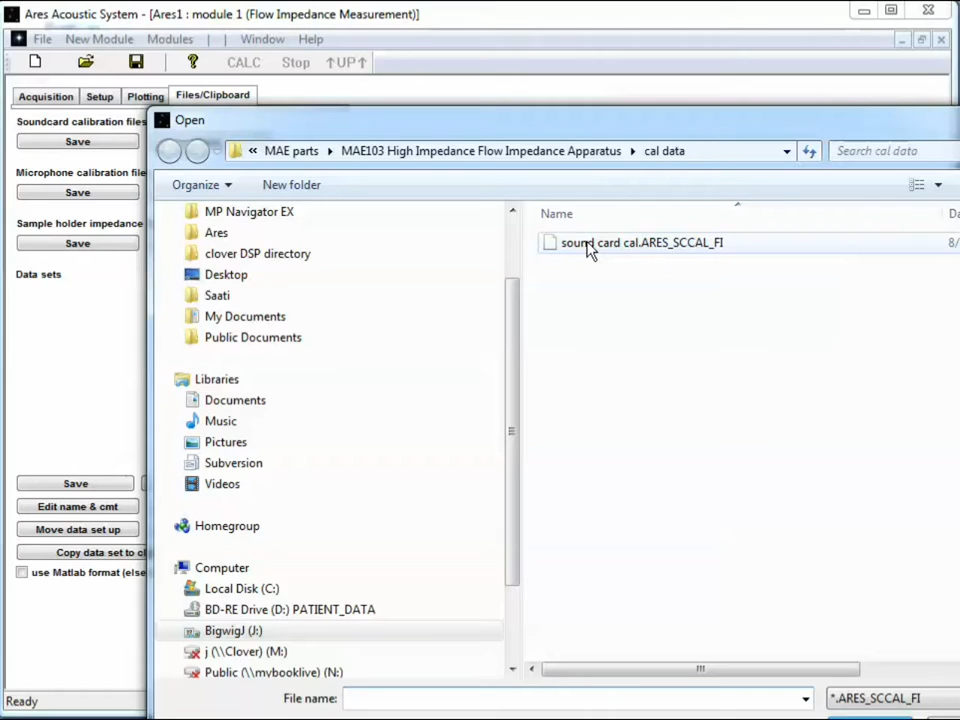 Ares Acoustic System - [Ares1 : module 1 (Flow Impedance Measurement)]
File New Module Modules | | Window Help
? CALC Stop ↑UP↑
Acquisition Setup Plotting Files/Clipboard
Soundcard calibration files
Save
Microphone calibration file
Save
Sample holder impedance
Save
Data sets
Save
Edit name & cmt
Move data set up
Copy data set to cl
use Matlab format (else
Ready
Open
« MAE parts MAE103 High Impedance Flow Impedance Apparatus cal data
Search cal data
Organize New folder
MP Navigator EX
Ares
clover DSP directory
Desktop
Saati
My Documents
Public Documents
Libraries
Documents
Music
Pictures
Subversion
Videos
Homegroup
Computer
Local Disk (C:)
BD-RE Drive (D:) PATIENT_DATA
BigwigJ (J:)
j (\\Clover) (M:)
Public (\\mybooklive) (N:)
Name Da
sound card cal.ARES_SCCAL_FI 8/
File name: *.ARES_SCCAL_FI